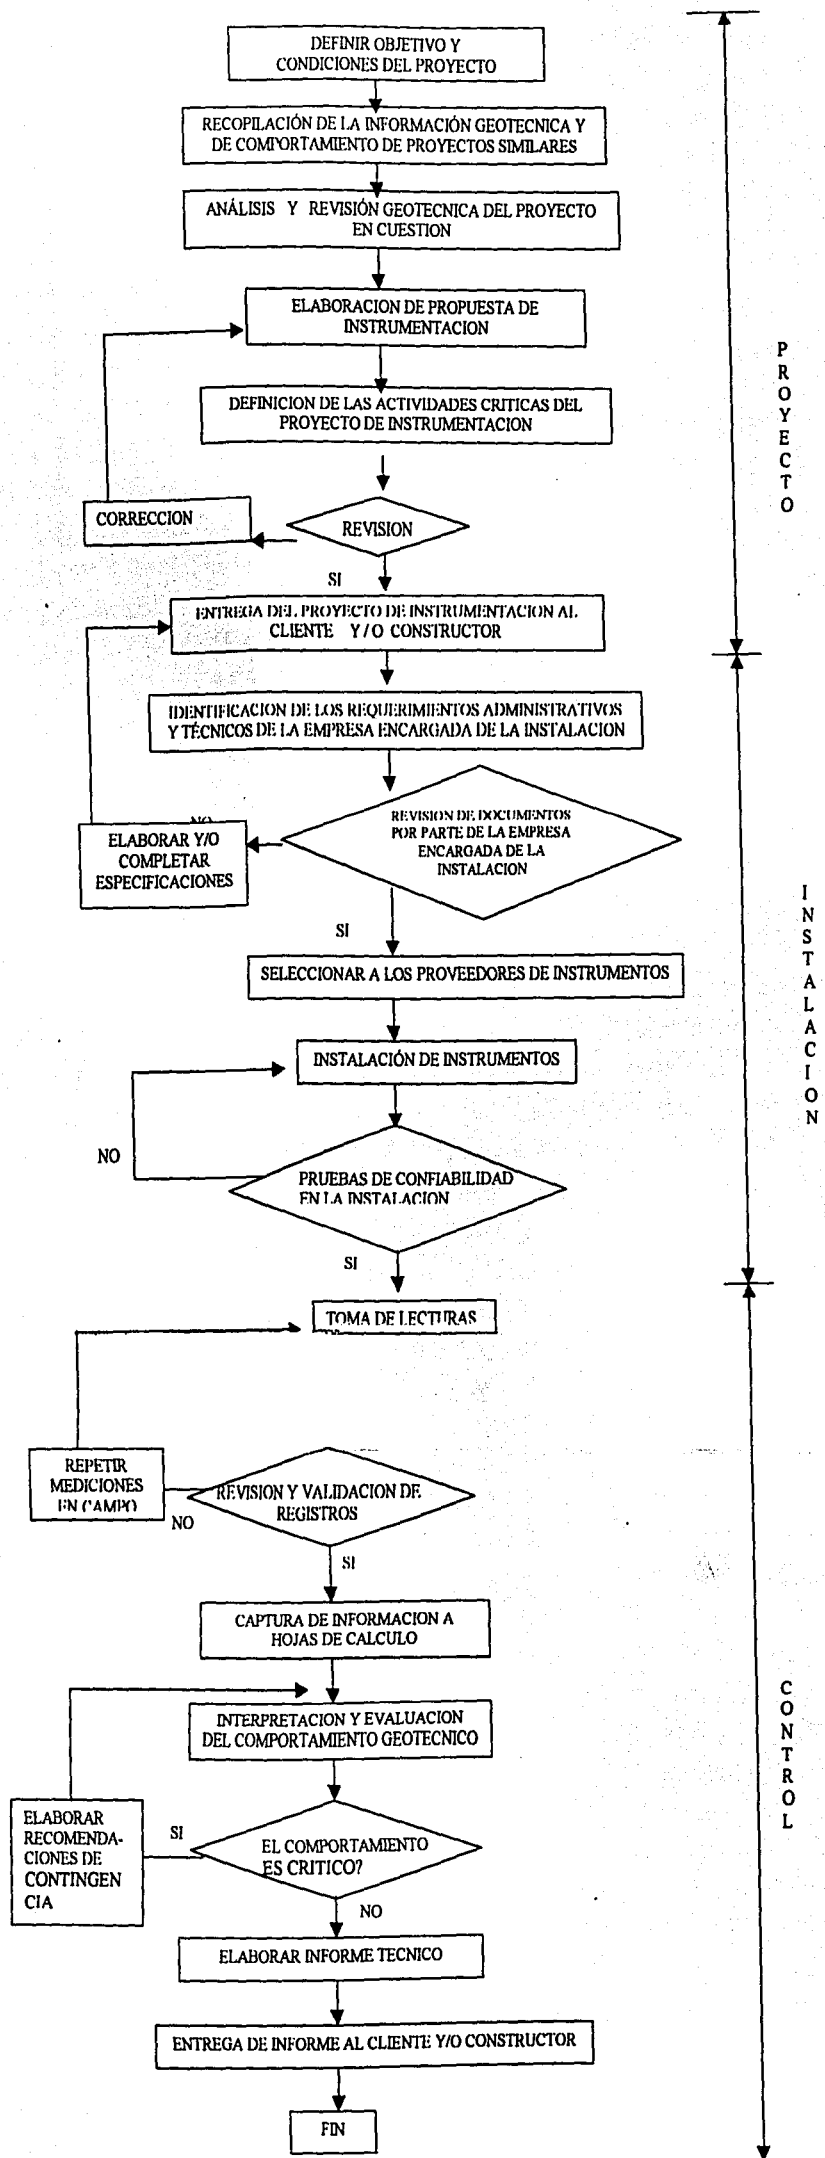 DEFINIR OBJETIVO Y
CONDICIONES DEL PROYECTO
RECOPILACIÓN DE LA INFORMACIÓN GEOTECNICA Y
DE COMPORTAMIENTO DE PROYECTOS SIMILARES
ANÁLISIS Y REVISIÓN GEOTECNICA DEL PROYECTO
EN CUESTION
ELABORACION DE PROPUESTA DE
INSTRUMENTACION
DEFINICION DE LAS ACTIVIDADES CRITICAS DEL
PROYECTO DE INSTRUMENTACION
CORRECCION
REVISION
SI
ENTREGA DEL PROYECTO DE INSTRUMENTACION AL
CLIENTE Y/O CONSTRUCTOR
PROYECTO
IDENTIFICACION DE LOS REQUERIMIENTOS ADMINISTRATIVOS
Y TÉCNICOS DE LA EMPRESA ENCARGADA DE LA INSTALACION
REVISION DE DOCUMENTOS
POR PARTE DE LA EMPRESA
ENCARGADA DE LA
INSTALACION
NO
ELABORAR Y/O
COMPLETAR
ESPECIFICACIONES
SI
SELECCIONAR A LOS PROVEEDORES DE INSTRUMENTOS
INSTALACIÓN DE INSTRUMENTOS
NO
PRUEBAS DE CONFIABILIDAD
EN LA INSTALACION
SI
INSTALACION
TOMA DE LECTURAS
REPETIR
MEDICIONES
EN CAMPO
NO
REVISION Y VALIDACION DE
REGISTROS
SI
CAPTURA DE INFORMACION A
HOJAS DE CALCULO
INTERPRETACION Y EVALUACION
DEL COMPORTAMIENTO GEOTECNICO
ELABORAR
RECOMENDA-
CIONES DE
CONTINGEN
CIA
SI
EL COMPORTAMIENTO
ES CRITICO?
NO
ELABORAR INFORME TECNICO
ENTREGA DE INFORME AL CLIENTE Y/O CONSTRUCTOR
FIN
CONTROL